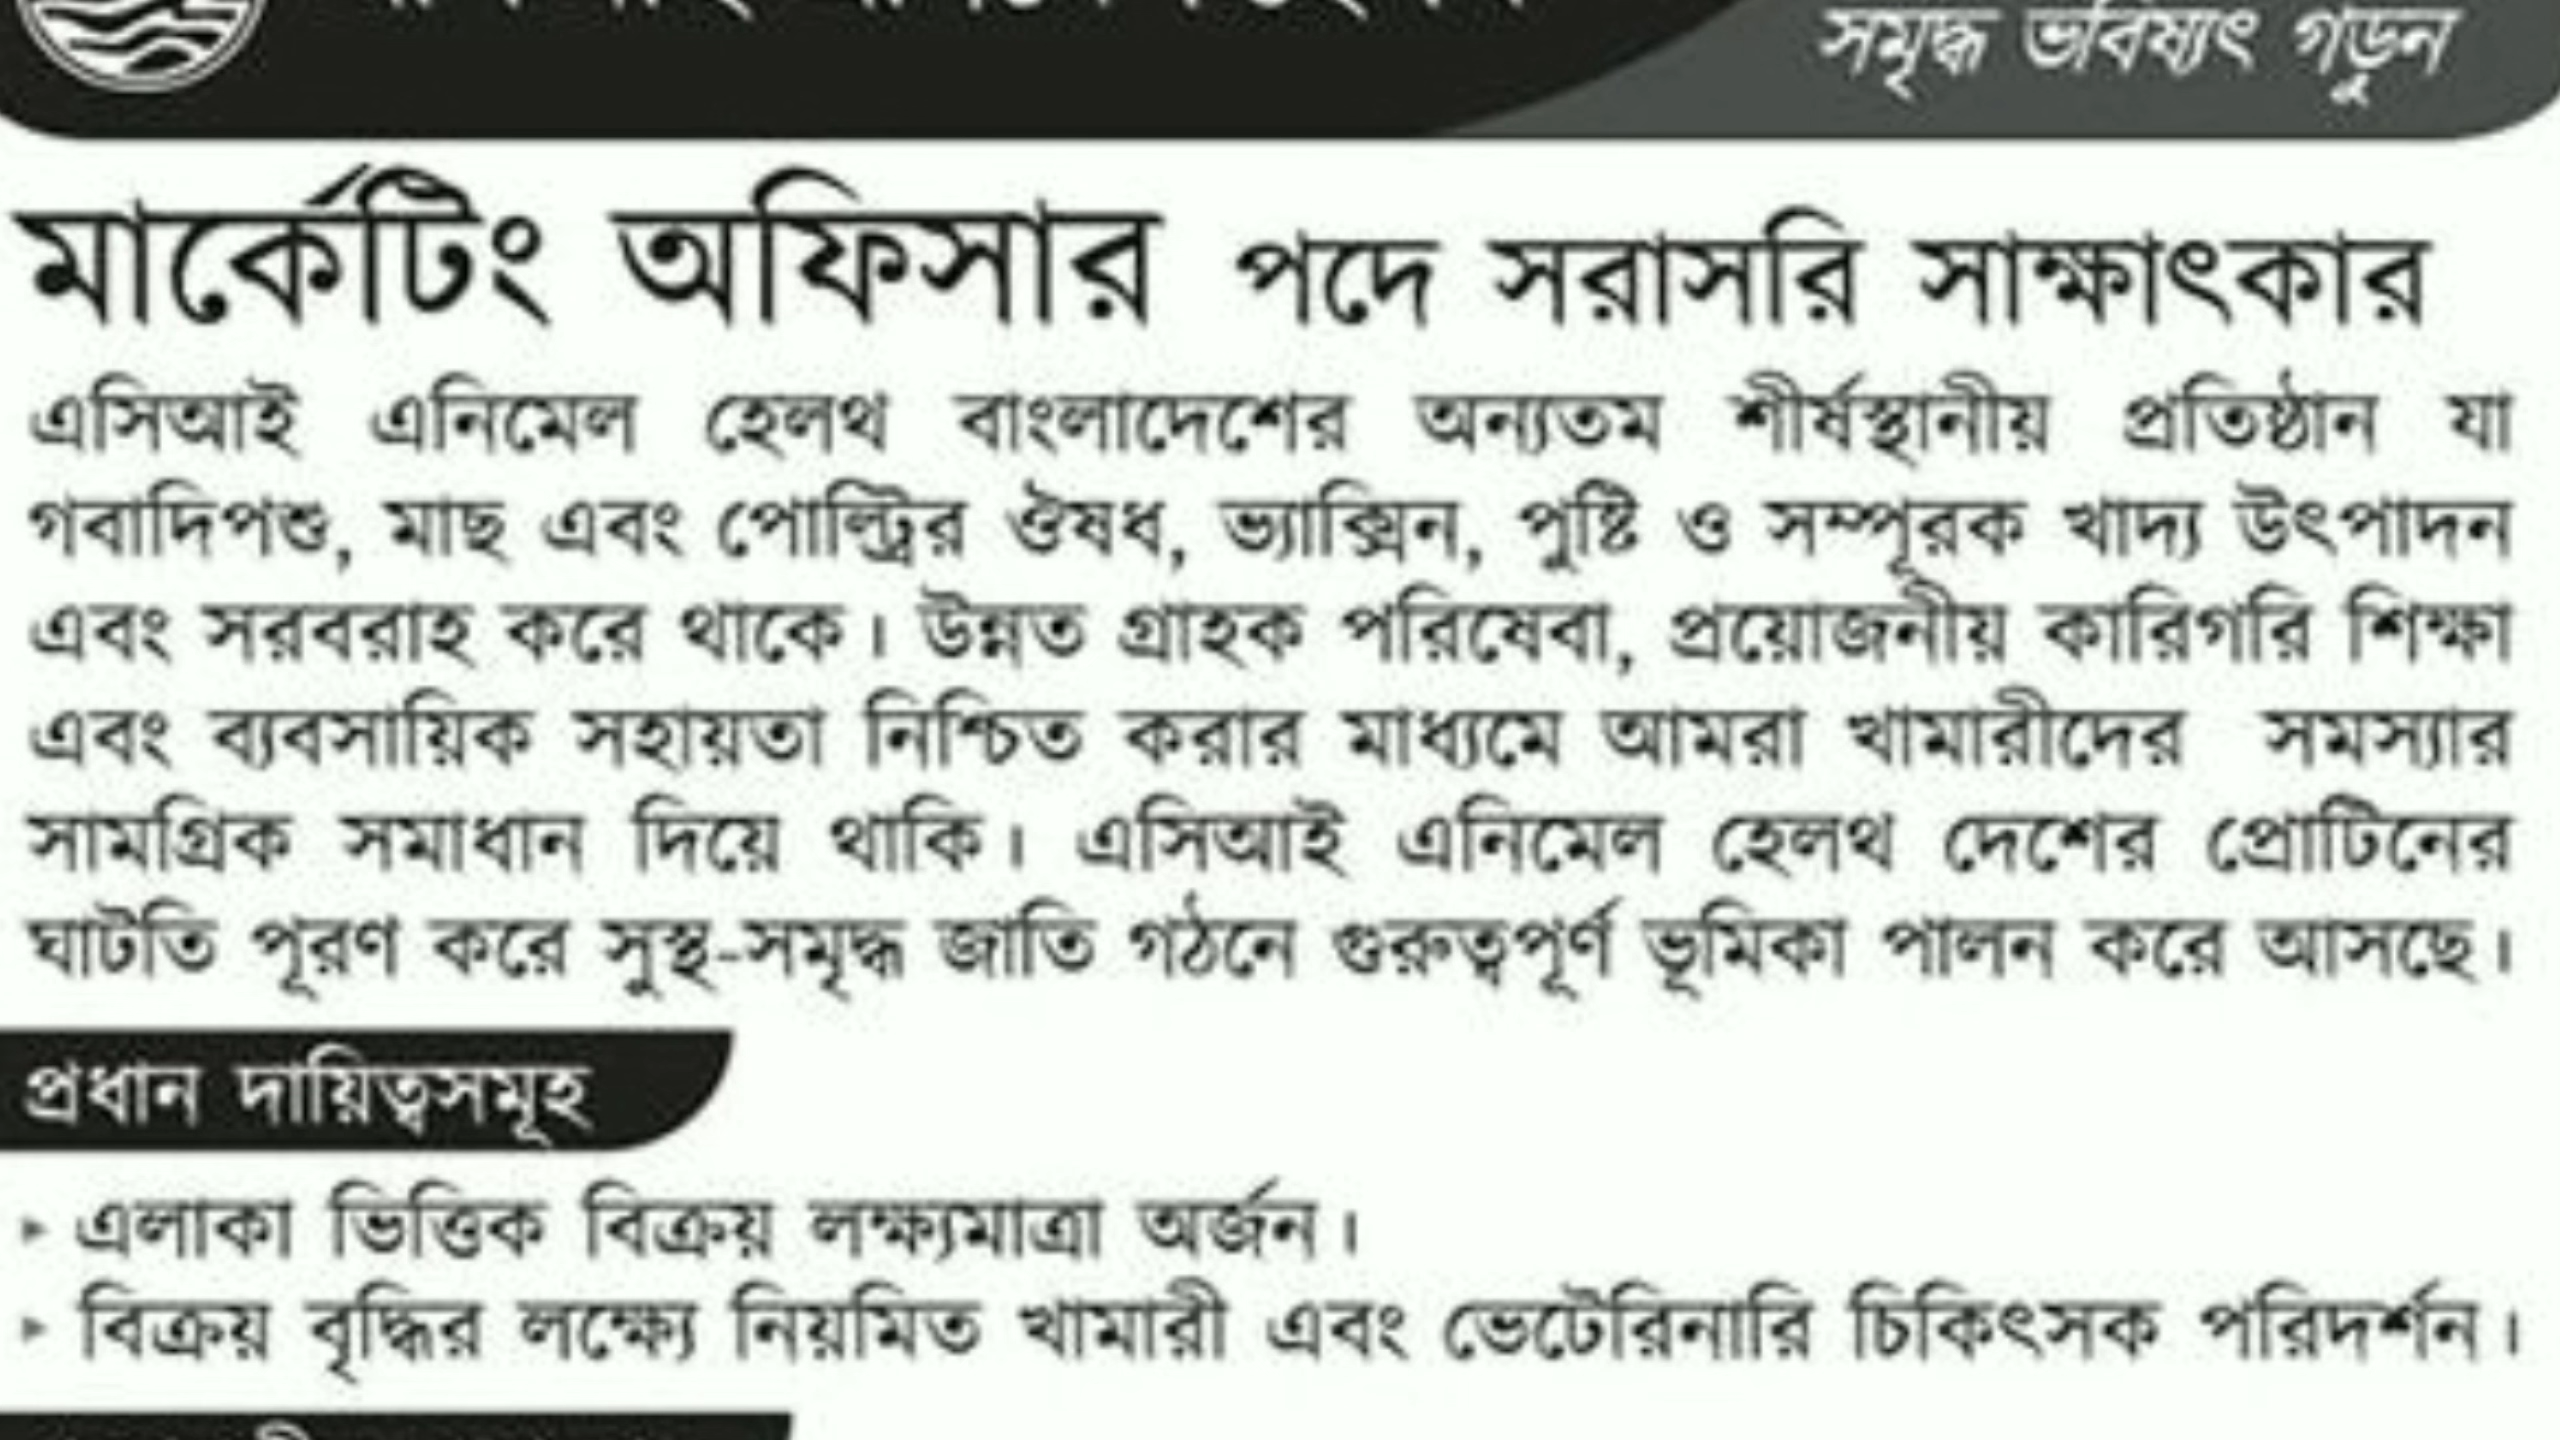 সমৃদ্ধ ভবিষ্যৎ গড়ুন
মার্কেটিং অফিসার পদে সরাসরি সাক্ষাৎকার
এসিআই এনিমেল হেলথ বাংলাদেশের অন্যতম শীর্ষস্থানীয় প্রতিষ্ঠান যা
গবাদিপশু, মাছ এবং পোল্ট্রির ঔষধ, ভ্যাক্সিন, পুষ্টি ও সম্পূরক খাদ্য উৎপাদন
এবং সরবরাহ করে থাকে। উন্নত গ্রাহক পরিষেবা, প্রয়োজনীয় কারিগরি শিক্ষা
এবং ব্যবসায়িক সহায়তা নিশ্চিত করার মাধ্যমে আমরা খামারীদের সমস্যার
সামগ্রিক সমাধান দিয়ে থাকি। এসিআই এনিমেল হেলথ দেশের প্রোটিনের
ঘাটতি পূরণ করে সুস্থ-সমৃদ্ধ জাতি গঠনে গুরুত্বপূর্ণ ভূমিকা পালন করে আসছে।
প্রধান দায়িত্বসমূহ
▸ এলাকা ভিত্তিক বিক্রয় লক্ষ্যমাত্রা অর্জন।
▸ বিক্রয় বৃদ্ধির লক্ষ্যে নিয়মিত খামারী এবং ভেটেরিনারি চিকিৎসক পরিদর্শন।